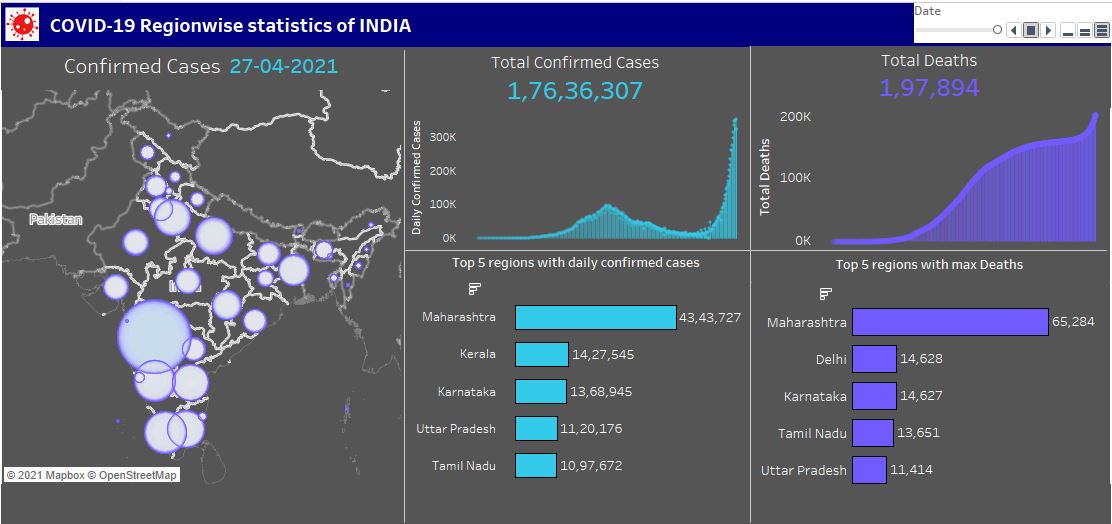 COVID-19 Regionwise statistics of INDIA
Date
Confirmed Cases 27-04-2021
Pakistan
© 2021 Mapbox © OpenStreetMap
Total Confirmed Cases
1,76,36,307
Daily Confirmed Cases
300K
200K
100K
0K
Total Deaths
1,97,894
Total Deaths
200K
100K
0K
Top 5 regions with daily confirmed cases
Maharashtra 43,43,727
Kerala 14,27,545
Karnataka 13,68,945
Uttar Pradesh 11,20,176
Tamil Nadu 10,97,672
Top 5 regions with max Deaths
Maharashtra 65,284
Delhi 14,628
Karnataka 14,627
Tamil Nadu 13,651
Uttar Pradesh 11,414